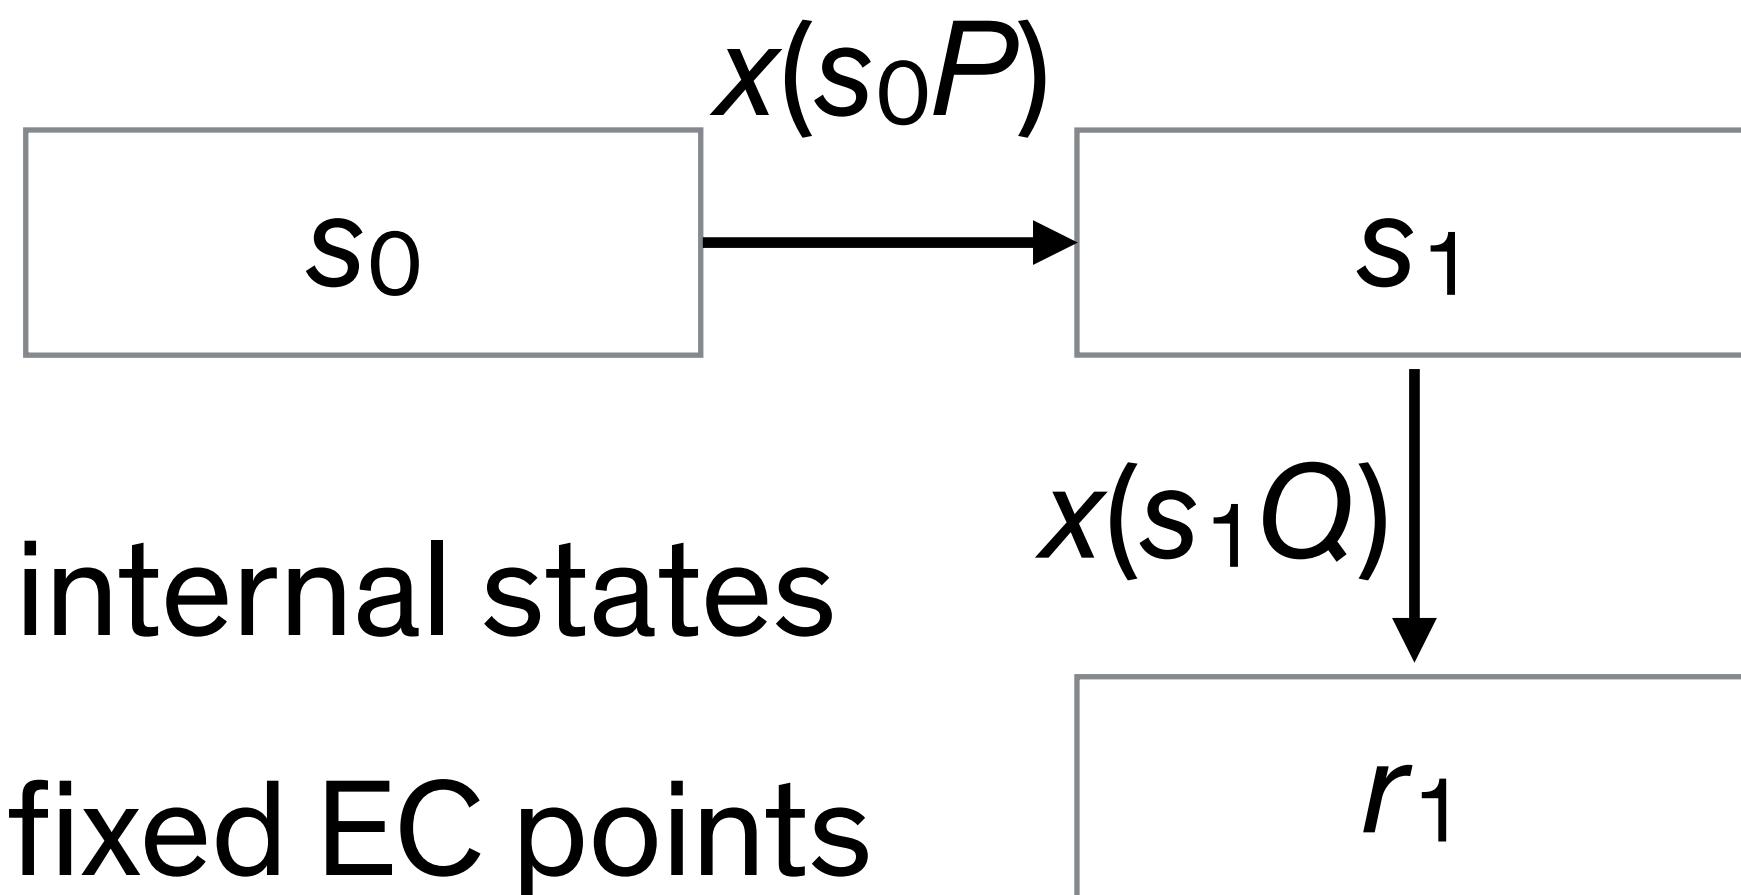 x(s₀P)
s₀
s₁
x(s₁Q)
internal states
r₁
fixed EC points